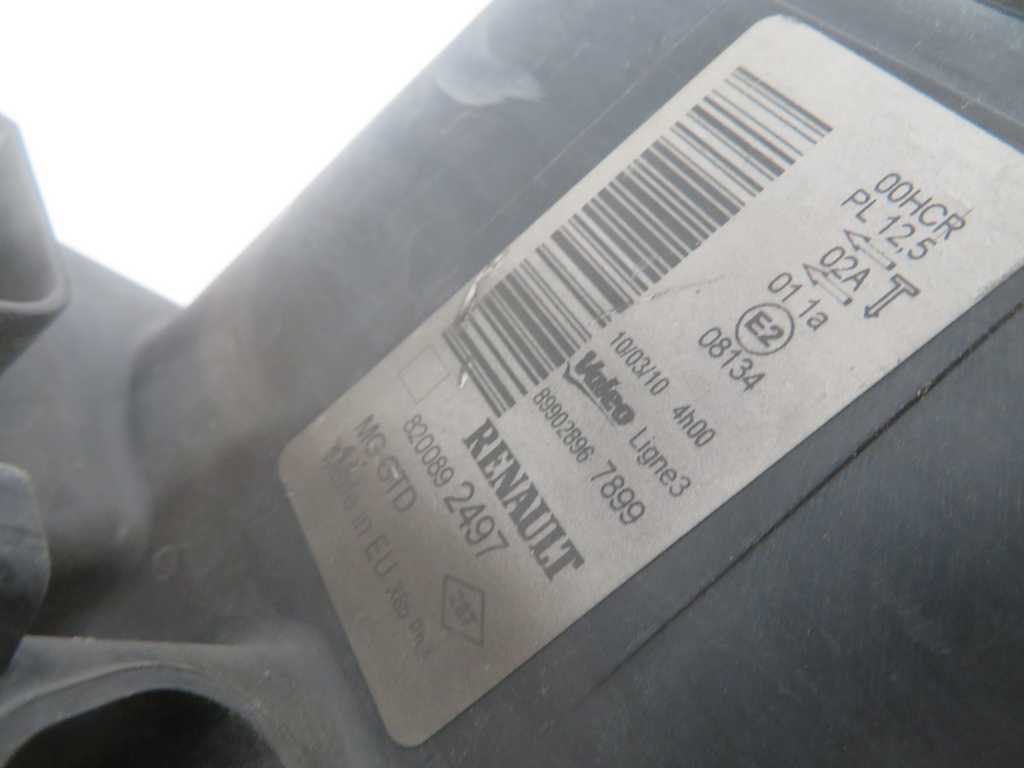 00HCR
PL 12,5
02A
01 1a
E2
08134
10/03/10 4h00
Valeo Ligne3
89902896 7899
RENAULT
820089 2497
MG-GTD
Made in EU